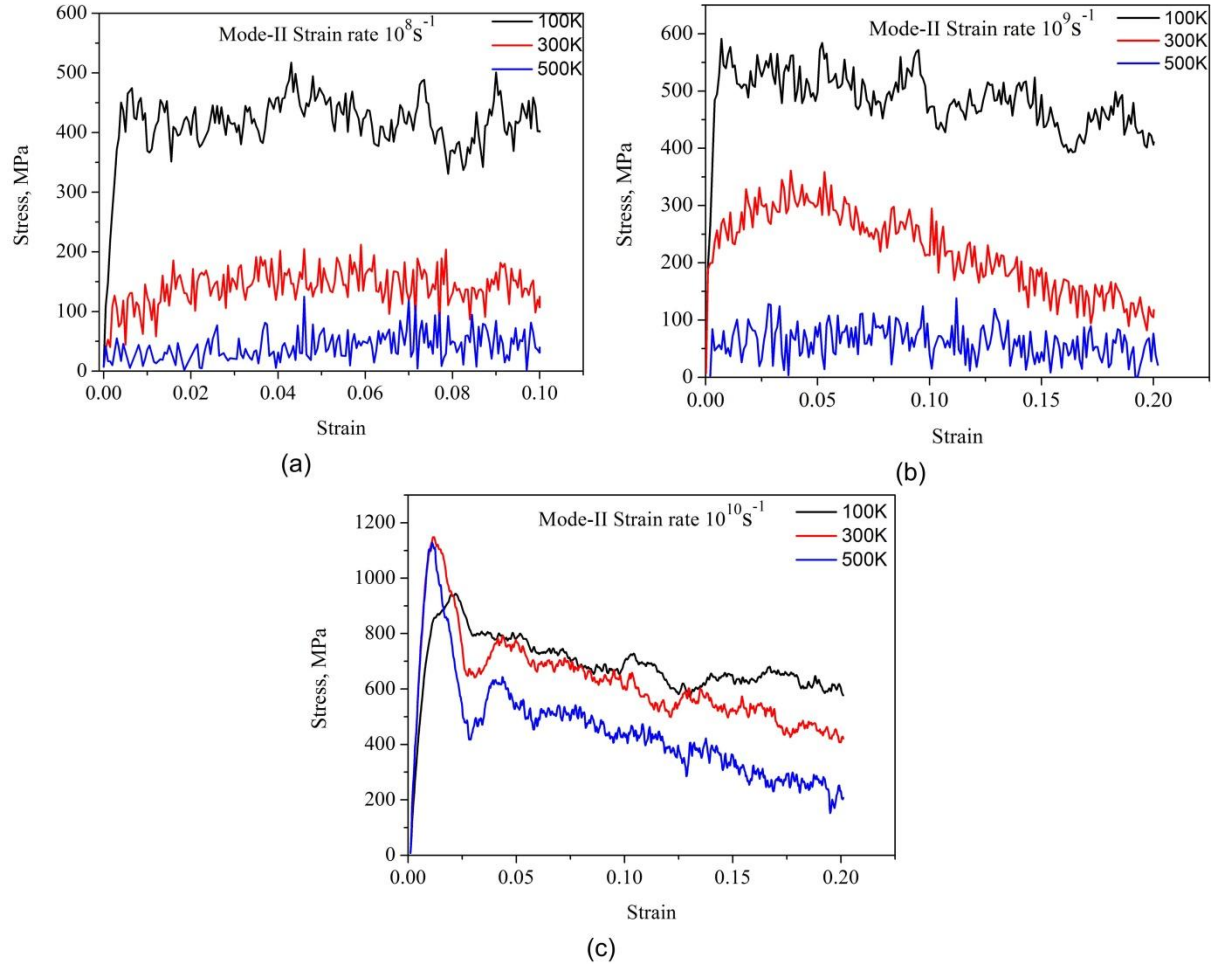 Mode-II Strain rate 10⁸s⁻¹
100K
300K
500K
600
500
400
300
200
100
0
Stress, MPa
0.00 0.02 0.04 0.06 0.08 0.10
Strain
(a)
Mode-II Strain rate 10⁹s⁻¹
100K
300K
500K
600
500
400
300
200
100
0
Stress, MPa
0.00 0.05 0.10 0.15 0.20
Strain
(b)
Mode-II Strain rate 10¹⁰s⁻¹
100K
300K
500K
1200
1000
800
600
400
200
0
Stress, MPa
0.00 0.05 0.10 0.15 0.20
Strain
(c)